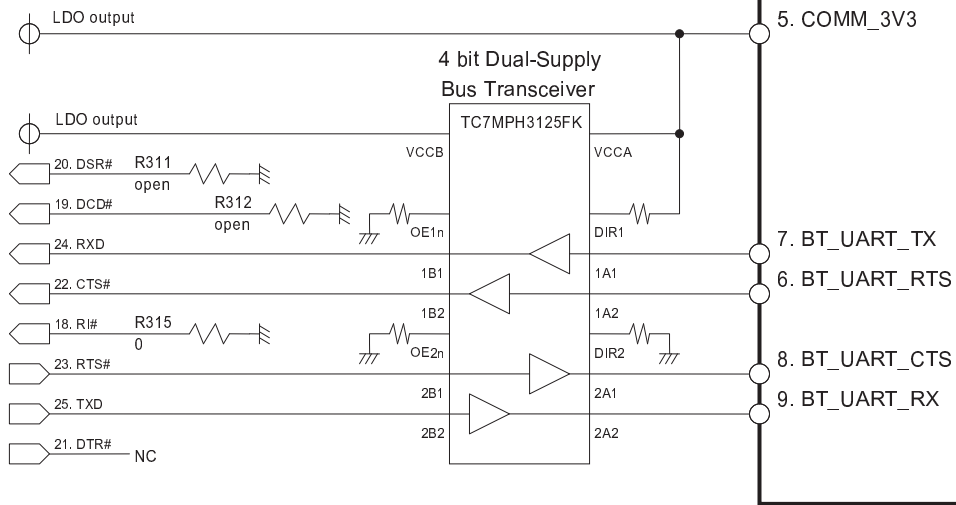 LDO output
5. COMM_3V3
4 bit Dual-Supply
Bus Transceiver
LDO output
TC7MPH3125FK
VCCB
VCCA
20. DSR#
R311
open
19. DCD#
R312
open
OE1n
DIR1
24. RXD
7. BT_UART_TX
1B1
1A1
22. CTS#
6. BT_UART_RTS
1B2
1A2
18. RI#
R315
0
OE2n
DIR2
23. RTS#
8. BT_UART_CTS
2B1
2A1
25. TXD
9. BT_UART_RX
2B2
2A2
21. DTR#
NC